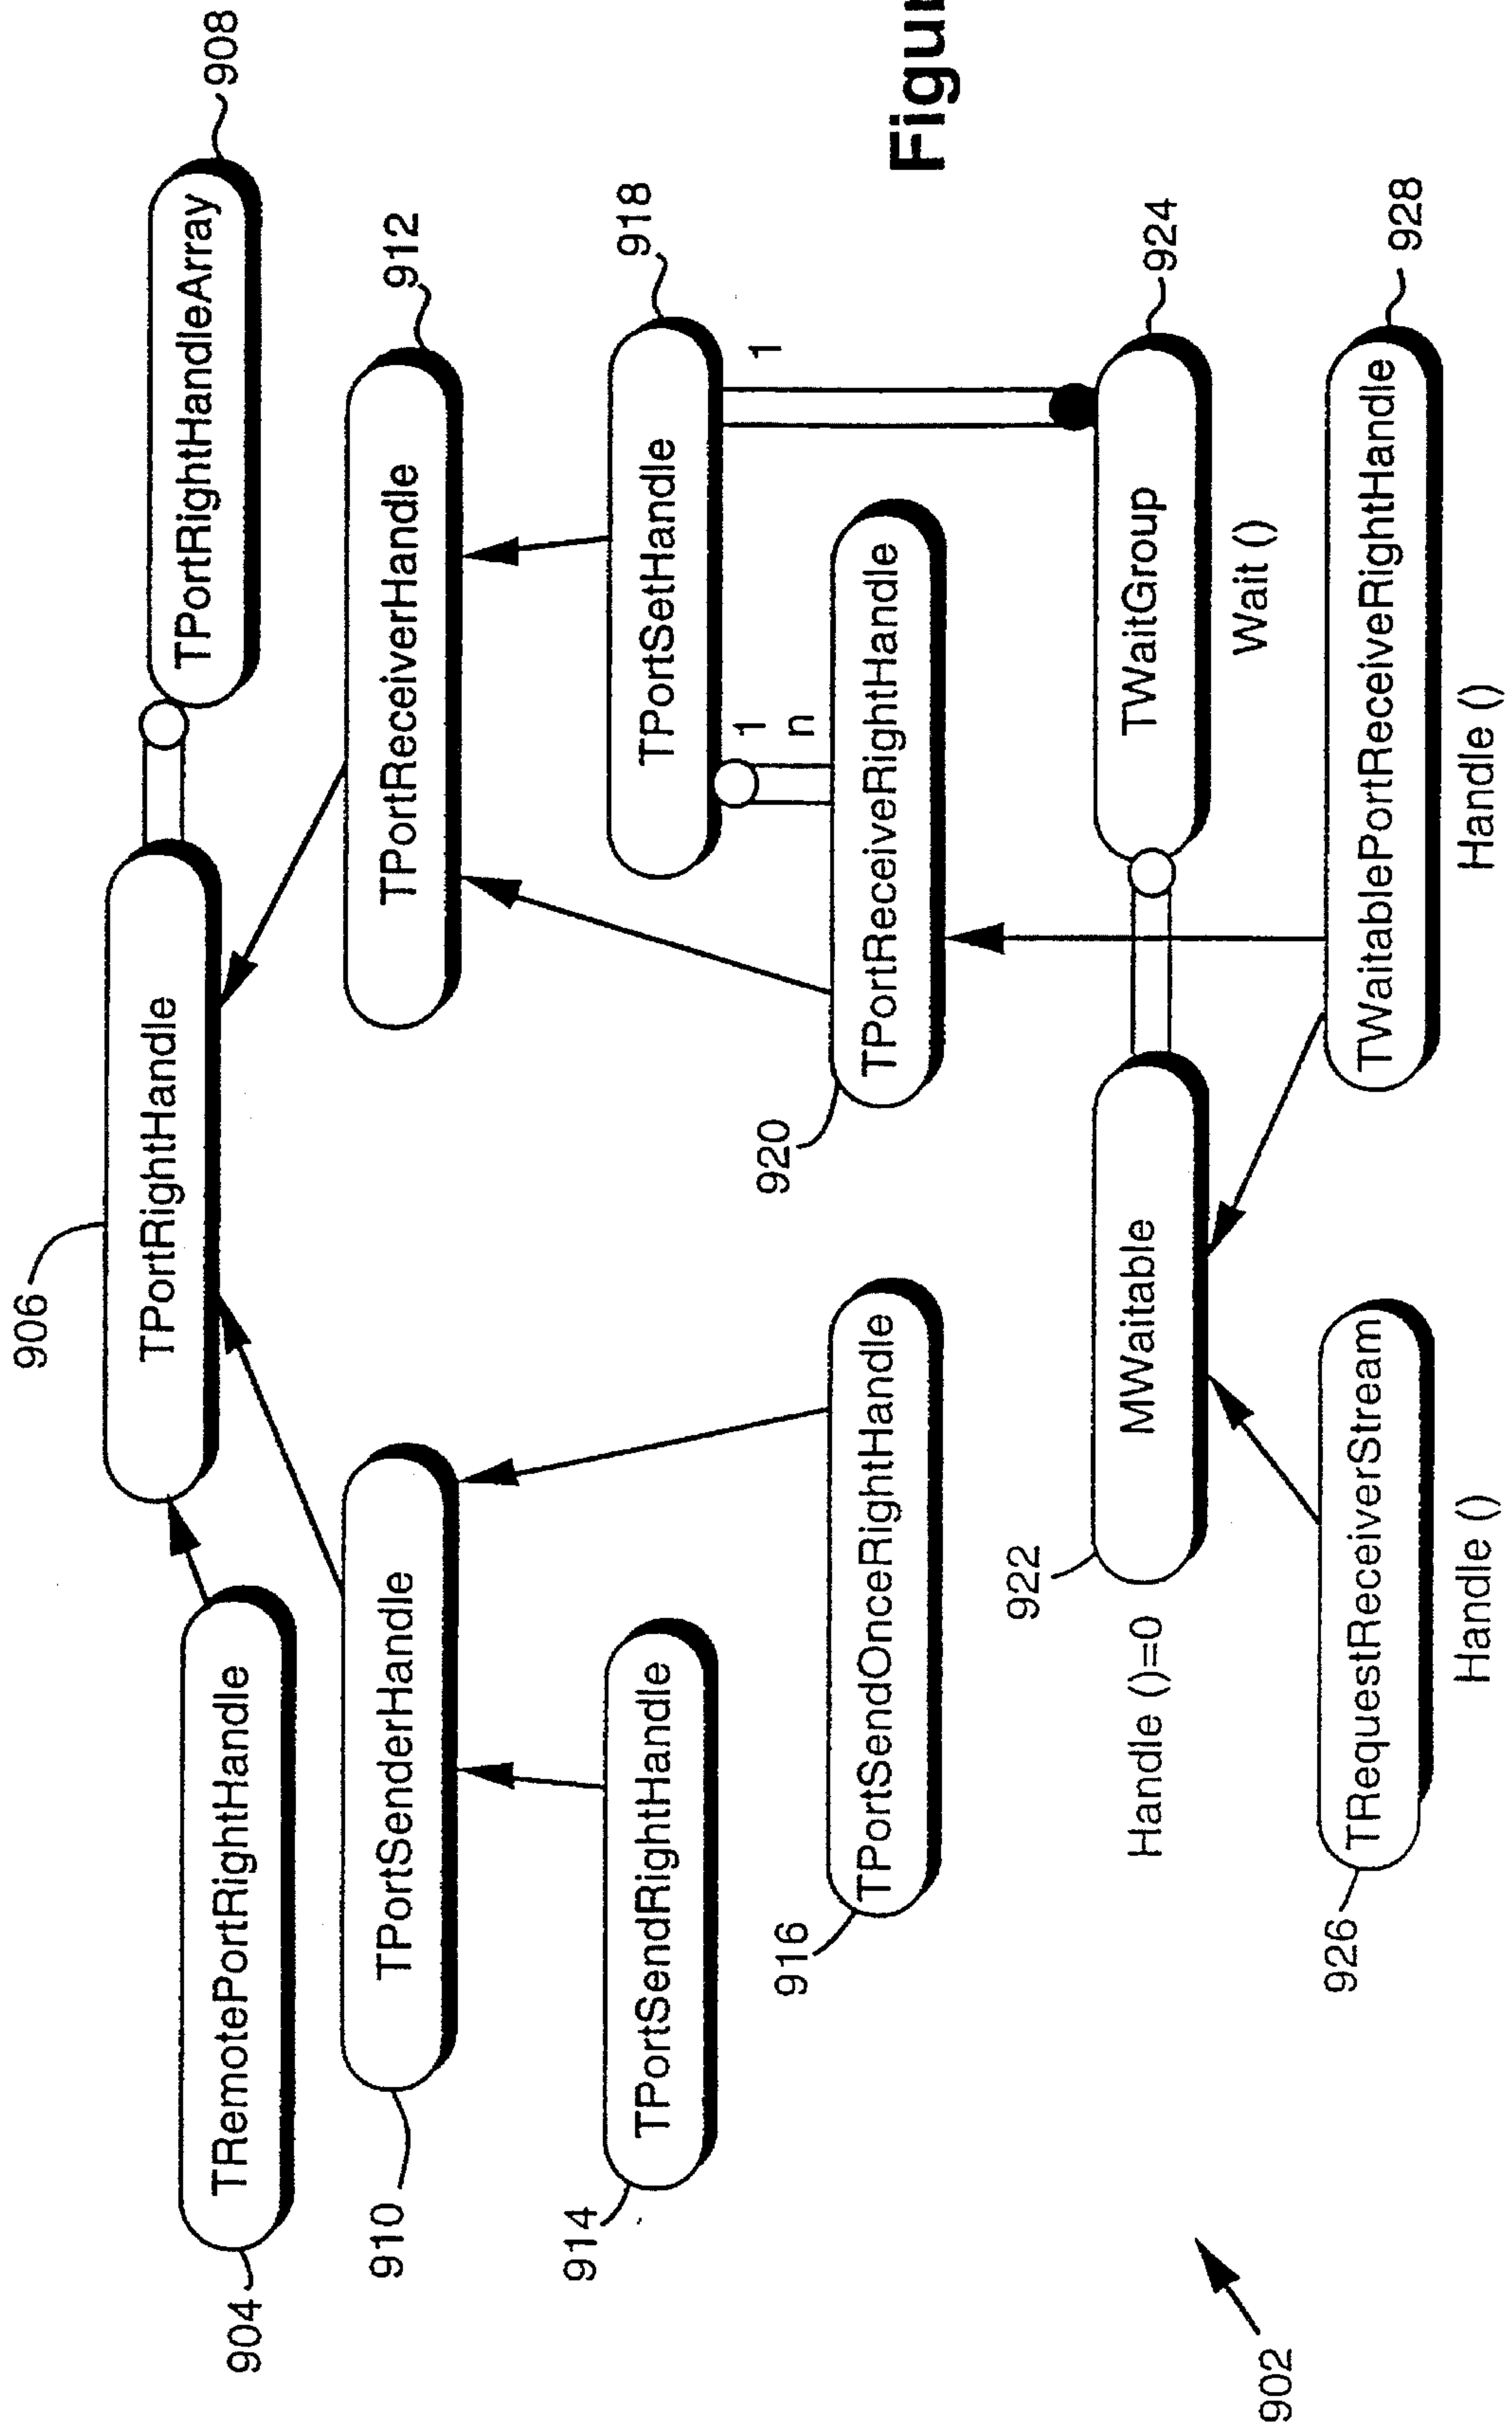 906
TPortRightHandle
TPortRightHandleArray
908
904
TRemotePortRightHandle
910
TPortSenderHandle
TPortReceiverHandle
912
914
TPortSendRightHandle
TPortSetHandle
918
1
n
1
916
TPortSendOnceRightHandle
920
TPortReceiveRightHandle
922
MWaitable
Handle ()=0
TWaitGroup
924
Wait ()
926
TRequestReceiverStream
Handle ()
TWaitablePortReceiveRightHandle
928
Handle ()
902